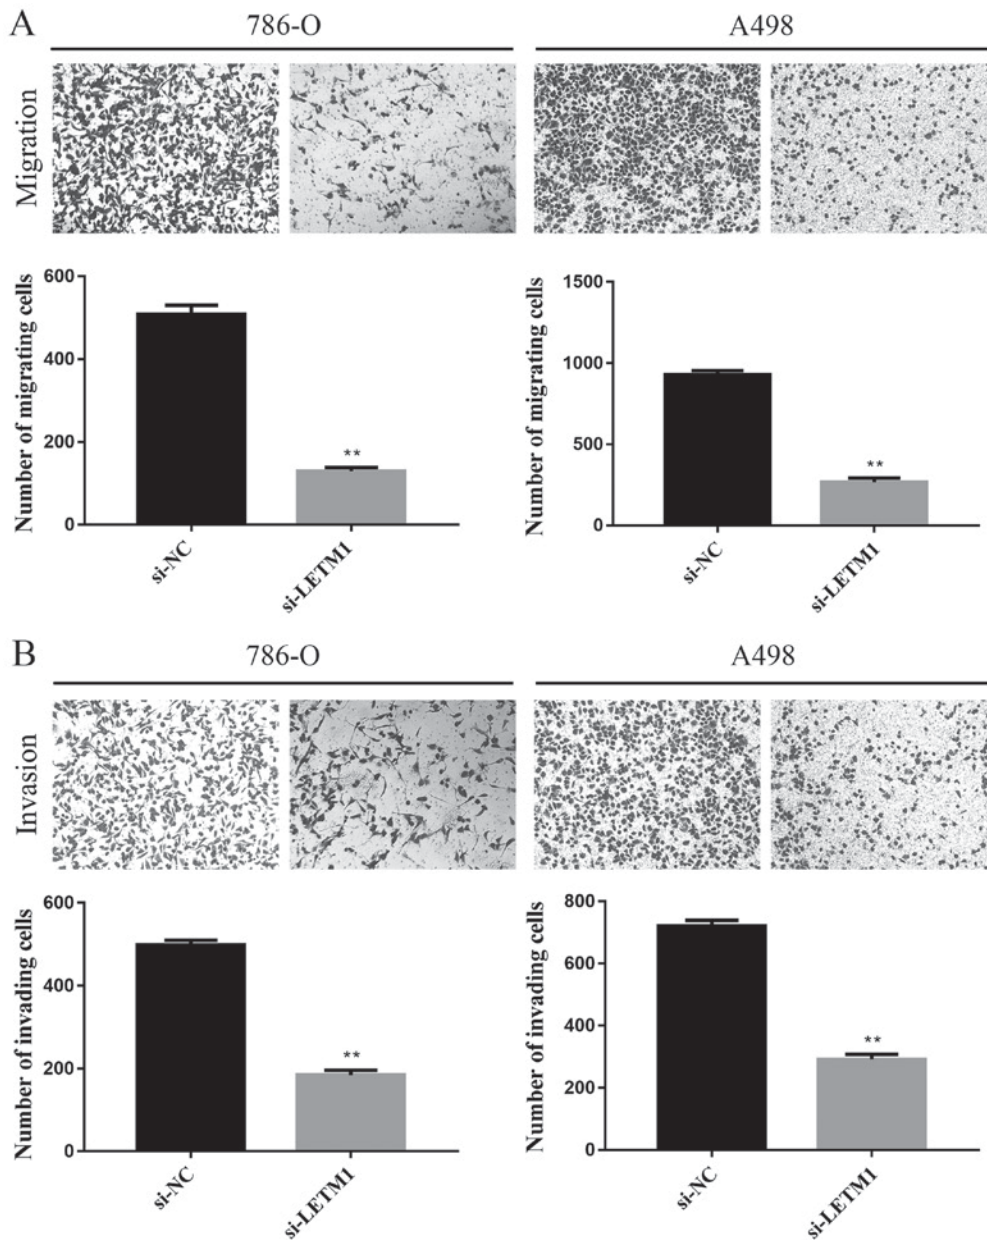 A
786-O
A498
Migration
Number of migrating cells
600
400
200
0
**
si-NC
si-LETM1
Number of migrating cells
1500
1000
500
0
**
si-NC
si-LETM1
B
786-O
A498
Invasion
Number of invading cells
600
400
200
0
**
si-NC
si-LETM1
Number of invading cells
800
600
400
200
0
**
si-NC
si-LETM1